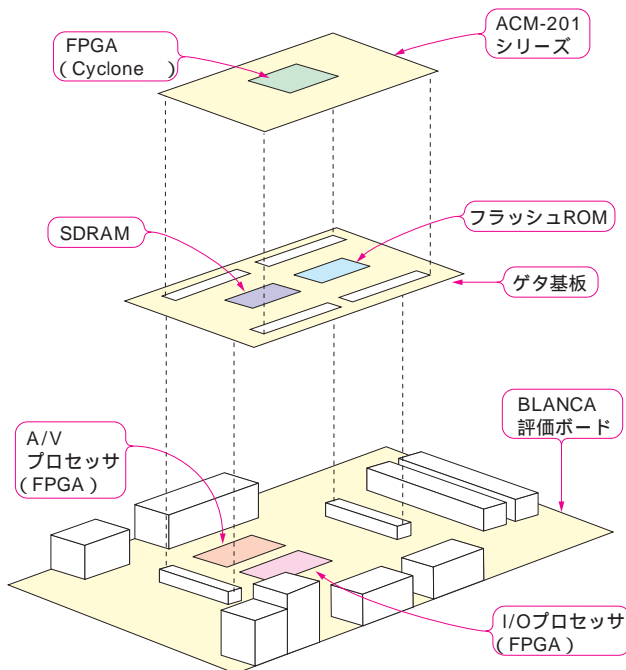 FPGA
(Cyclone )
ACM-201
シリーズ
SDRAM
フラッシュROM
ゲタ基板
A/V
プロセッサ
(FPGA)
BLANCA
評価ボード
I/Oプロセッサ
(FPGA)